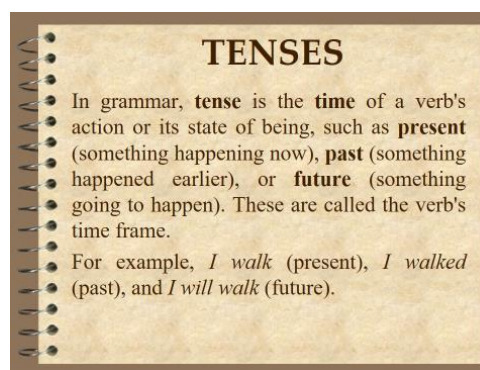 TENSES
In grammar, tense is the time of a verb's
action or its state of being, such as present
(something happening now), past (something
happened earlier), or future (something
going to happen). These are called the verb's
time frame.
For example, I walk (present), I walked
(past), and I will walk (future).